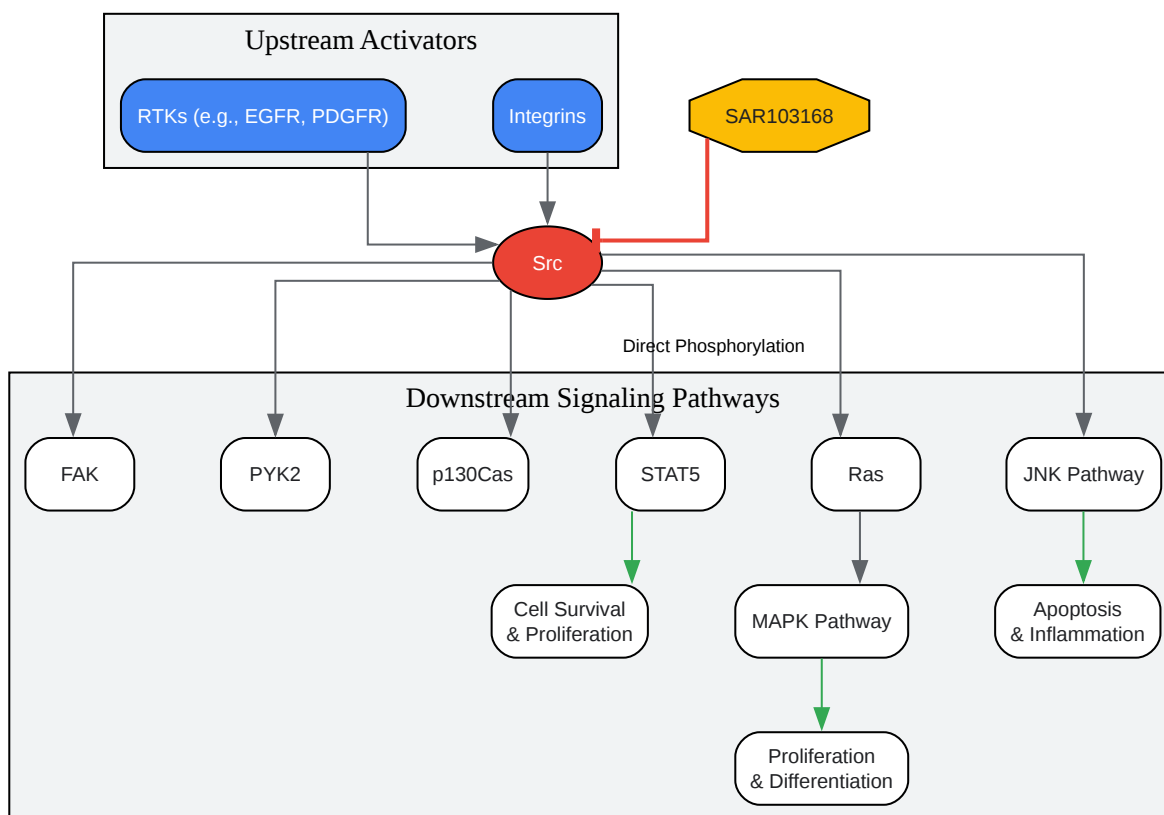 Upstream Activators
RTKs (e.g., EGFR, PDGFR)
Integrins
SAR103168
Src
Direct Phosphorylation
Downstream Signaling Pathways
FAK
PYK2
p130Cas
STAT5
Ras
JNK Pathway
Cell Survival
& Proliferation
MAPK Pathway
Apoptosis
& Inflammation
Proliferation
& Differentiation